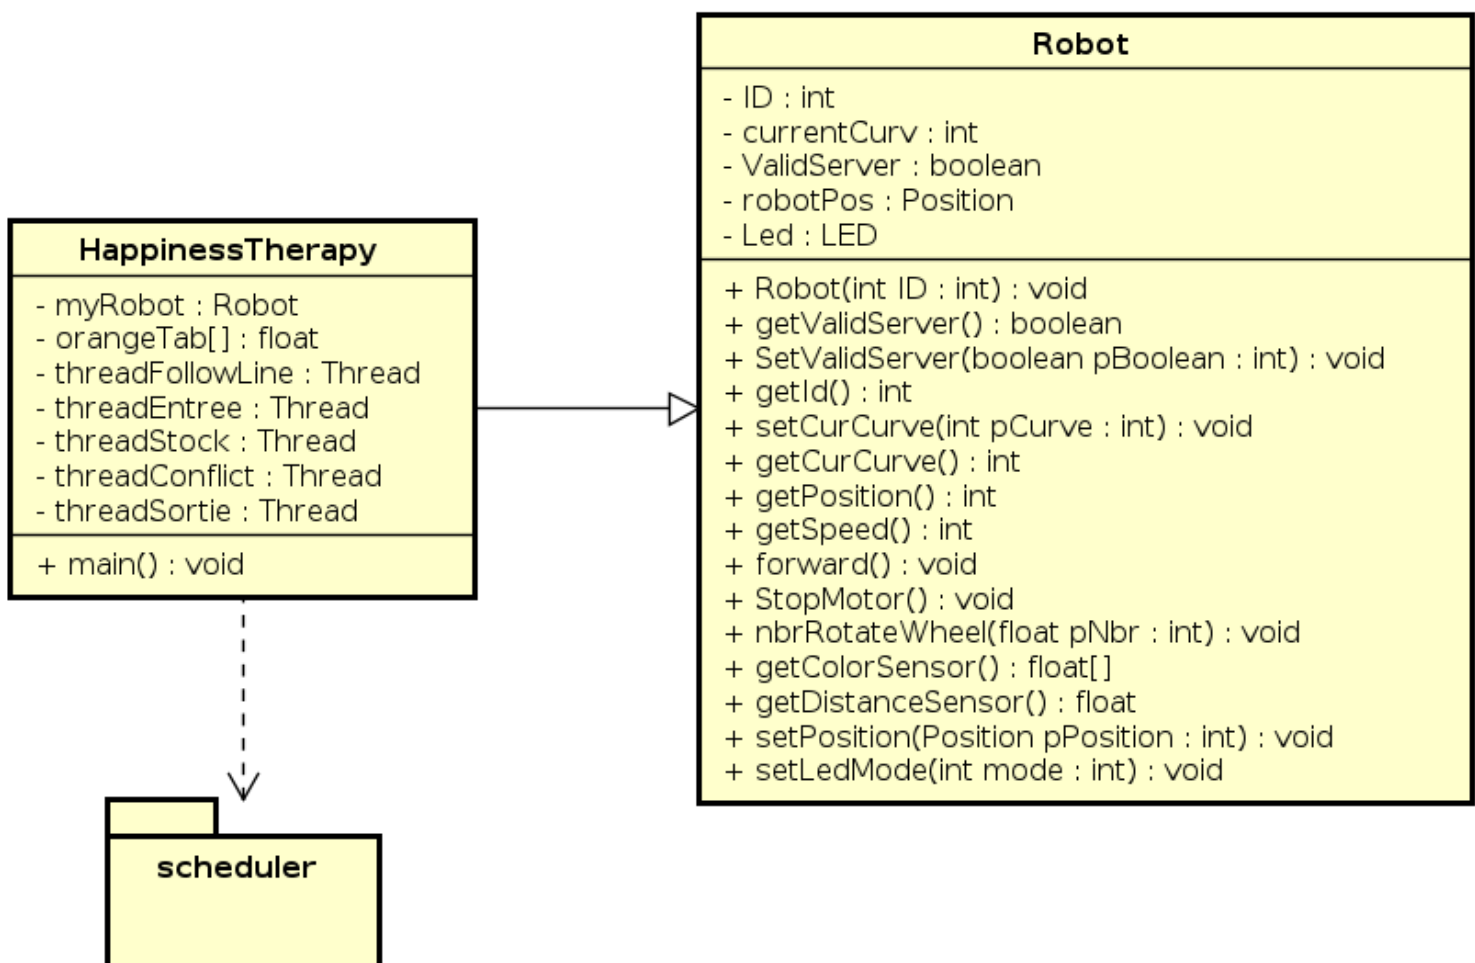 Robot
- ID : int
- currentCurv : int
- ValidServer : boolean
- robotPos : Position
- Led : LED
+ Robot(int ID : int) : void
+ getValidServer() : boolean
+ SetValidServer(boolean pBoolean : int) : void
+ getId() : int
+ setCurCurve(int pCurve : int) : void
+ getCurCurve() : int
+ getPosition() : int
+ getSpeed() : int
+ forward() : void
+ StopMotor() : void
+ nbrRotateWheel(float pNbr : int) : void
+ getColorSensor() : float[]
+ getDistanceSensor() : float
+ setPosition(Position pPosition : int) : void
+ setLedMode(int mode : int) : void
HappinessTherapy
- myRobot : Robot
- orangeTab[] : float
- threadFollowLine : Thread
- threadEntree : Thread
- threadStock : Thread
- threadConflict : Thread
- threadSortie : Thread
+ main() : void
scheduler